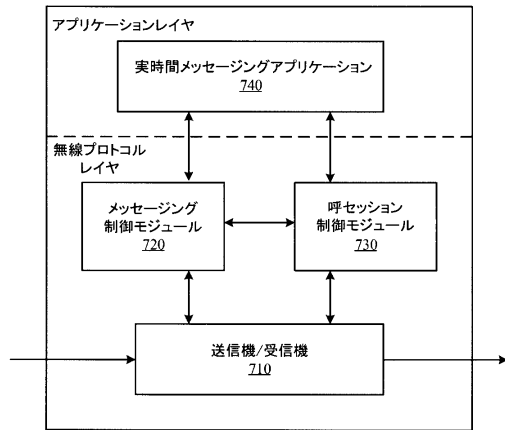 アプリケーションレイヤ
実時間メッセージングアプリケーション
740
無線プロトコル
レイヤ
メッセージング
制御モジュール
720
呼セッション
制御モジュール
730
送信機/受信機
710